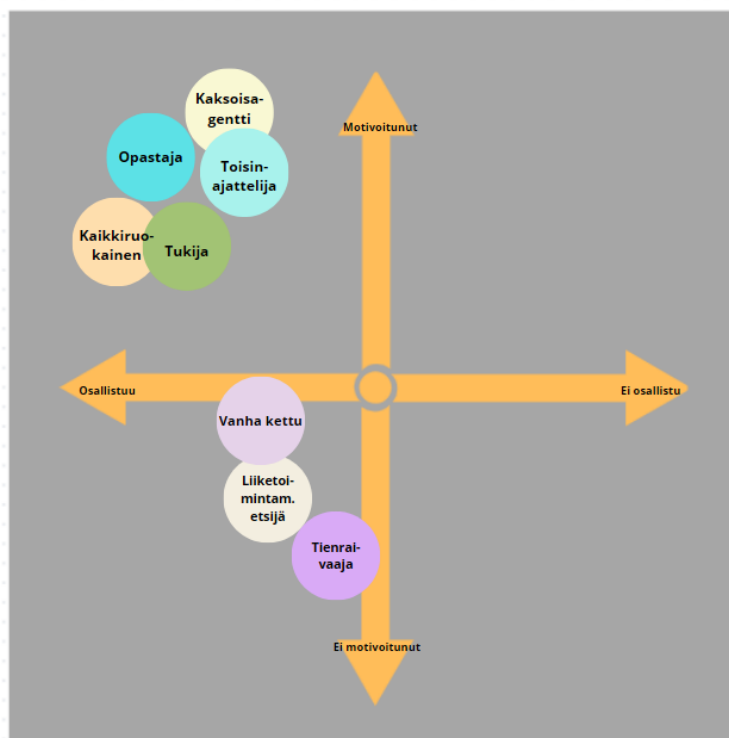 Kaksoisa-
gentti
Motivoitunut
Opastaja
Toisin-
ajattelija
Kaikkiruo-
kainen
Tukija
Osallistuu
Ei osallistu
Vanha kettu
Liiketoi-
mintam.
etsijä
Tienrai-
vaaja
Ei motivoitunut